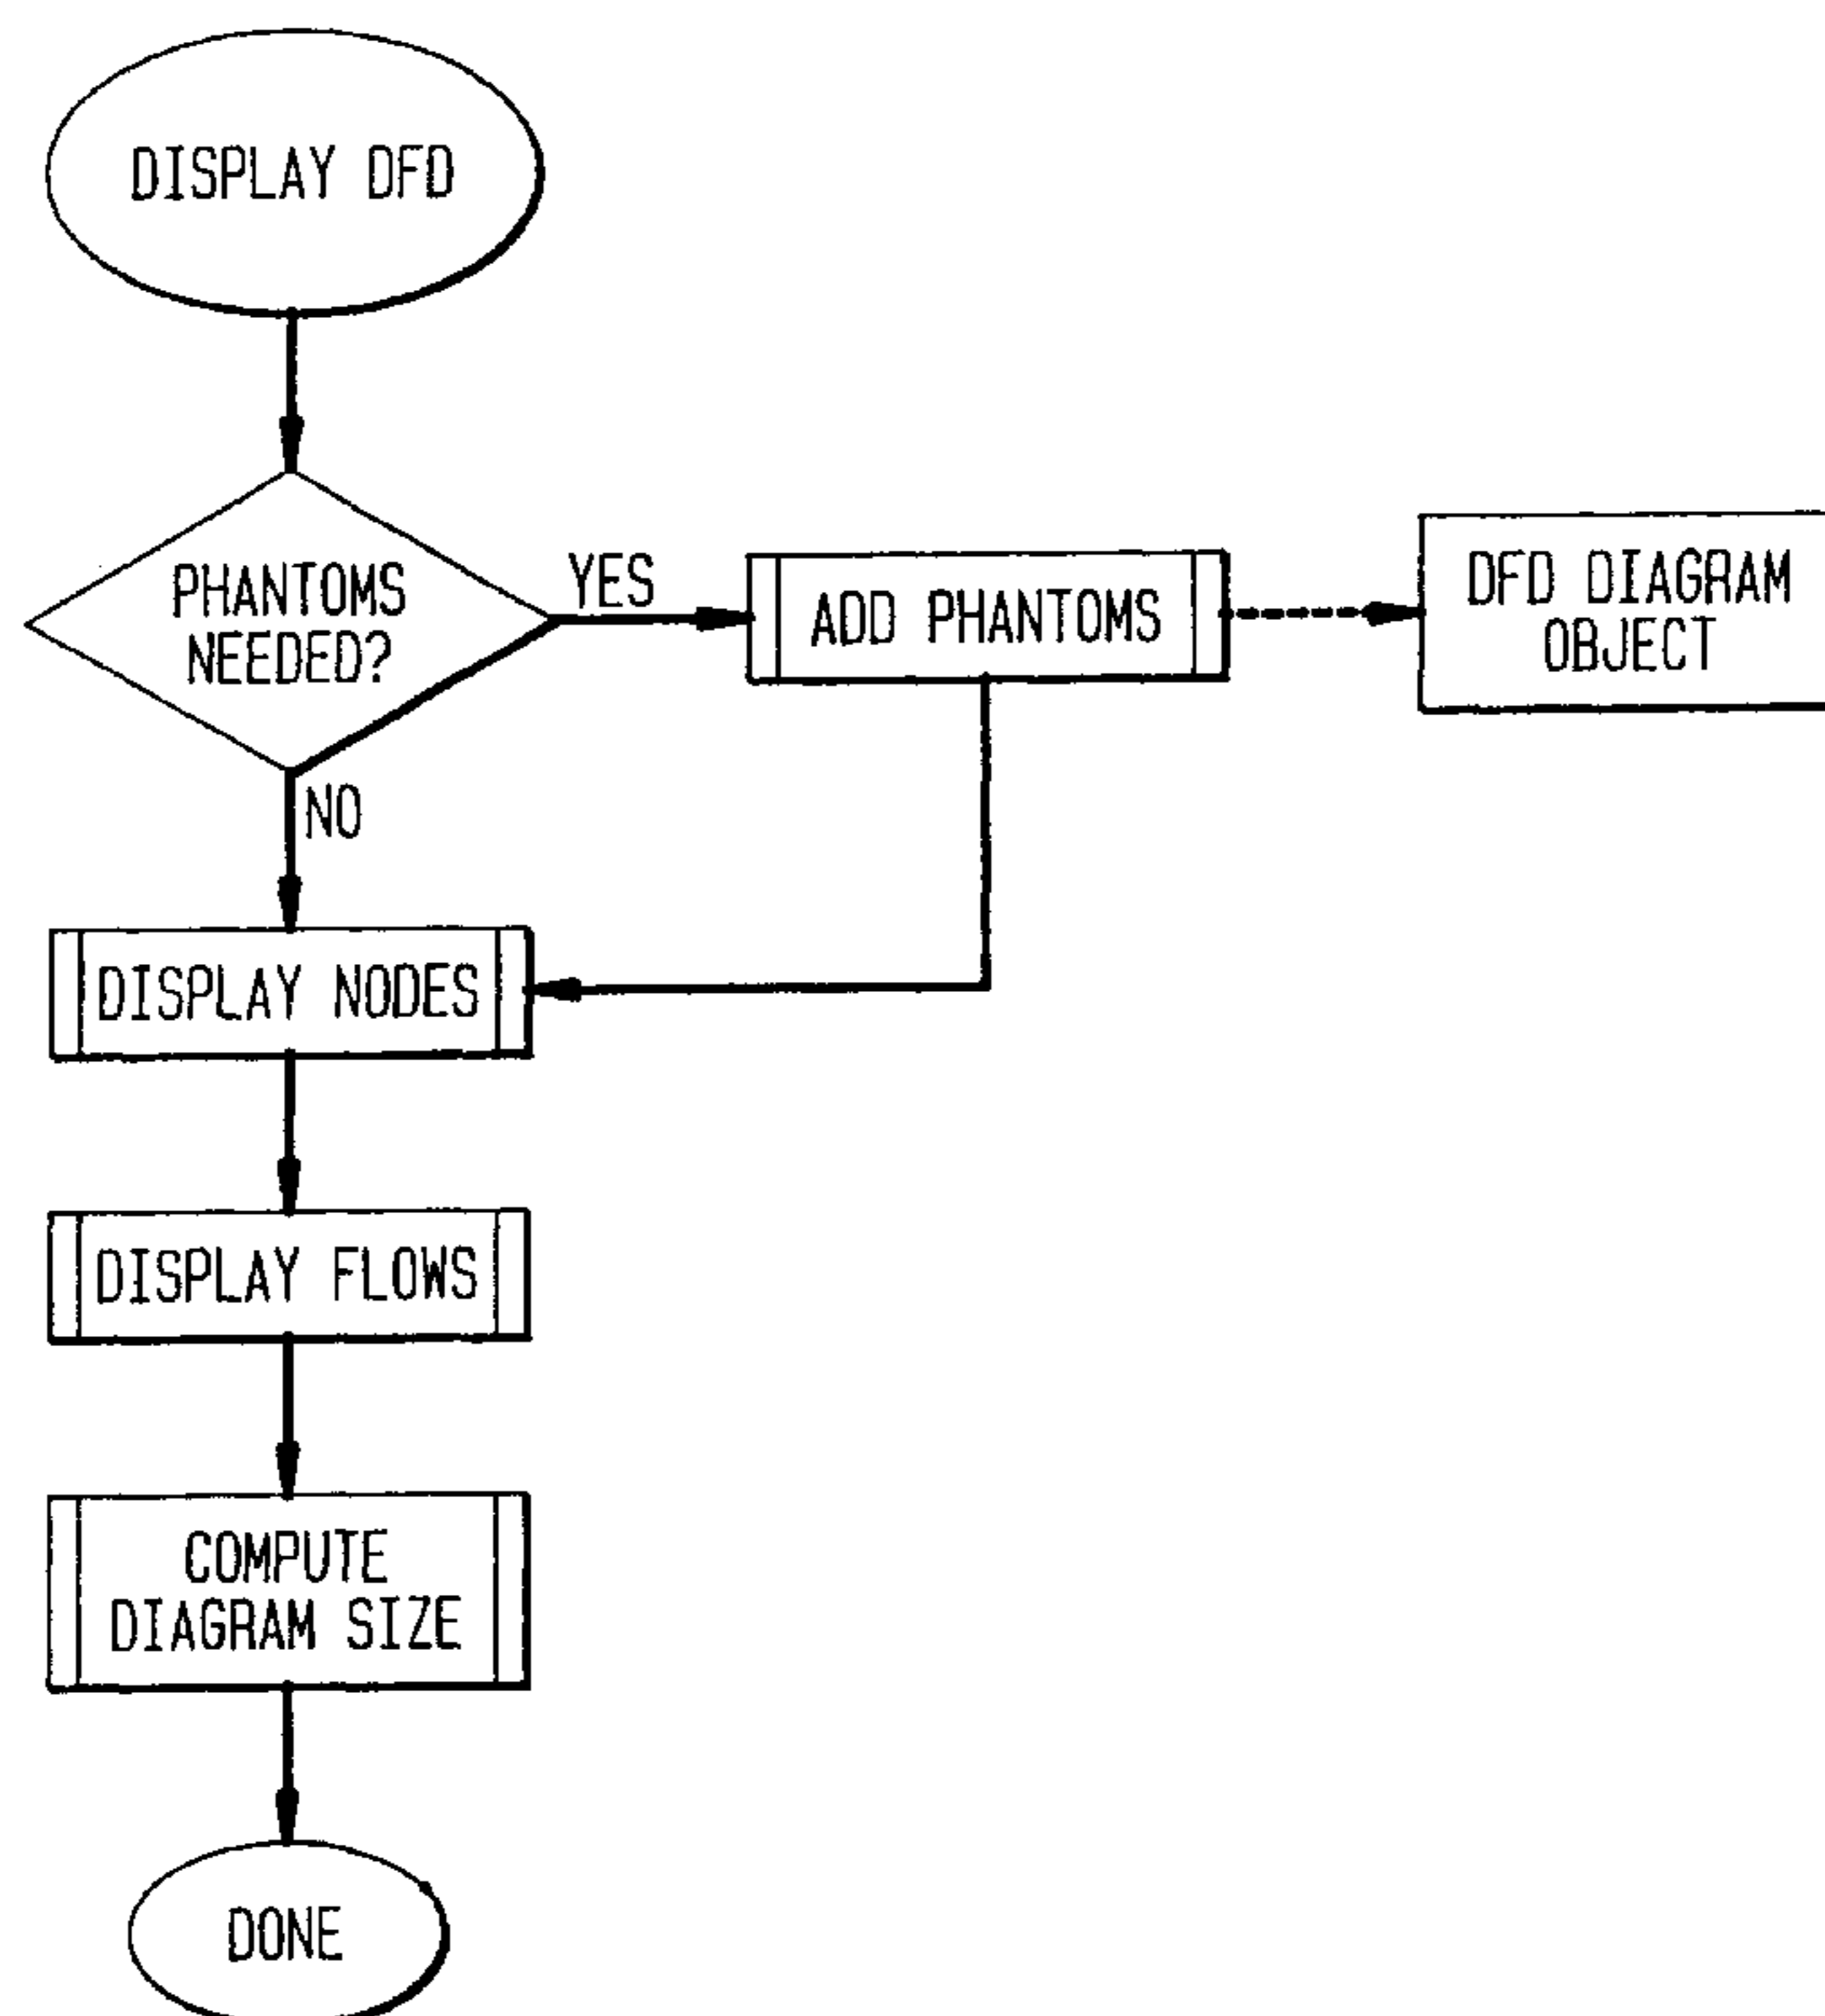 DISPLAY DFD
PHANTOMS
NEEDED?
YES
ADD PHANTOMS
DFD DIAGRAM
OBJECT
NO
DISPLAY NODES
DISPLAY FLOWS
COMPUTE
DIAGRAM SIZE
DONE